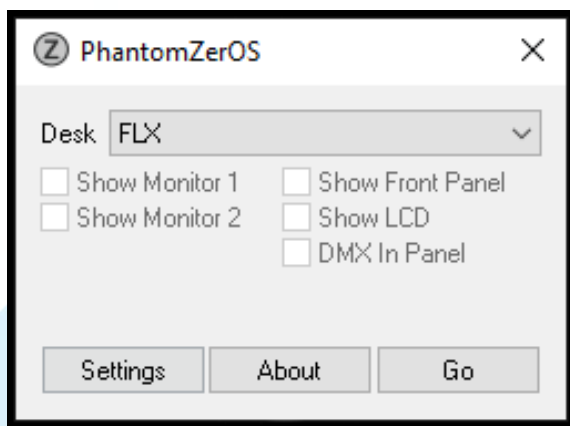 Z PhantomZerOS
Desk FLX
Show Monitor 1 Show Front Panel
Show Monitor 2 Show LCD
DMX In Panel
Settings About Go